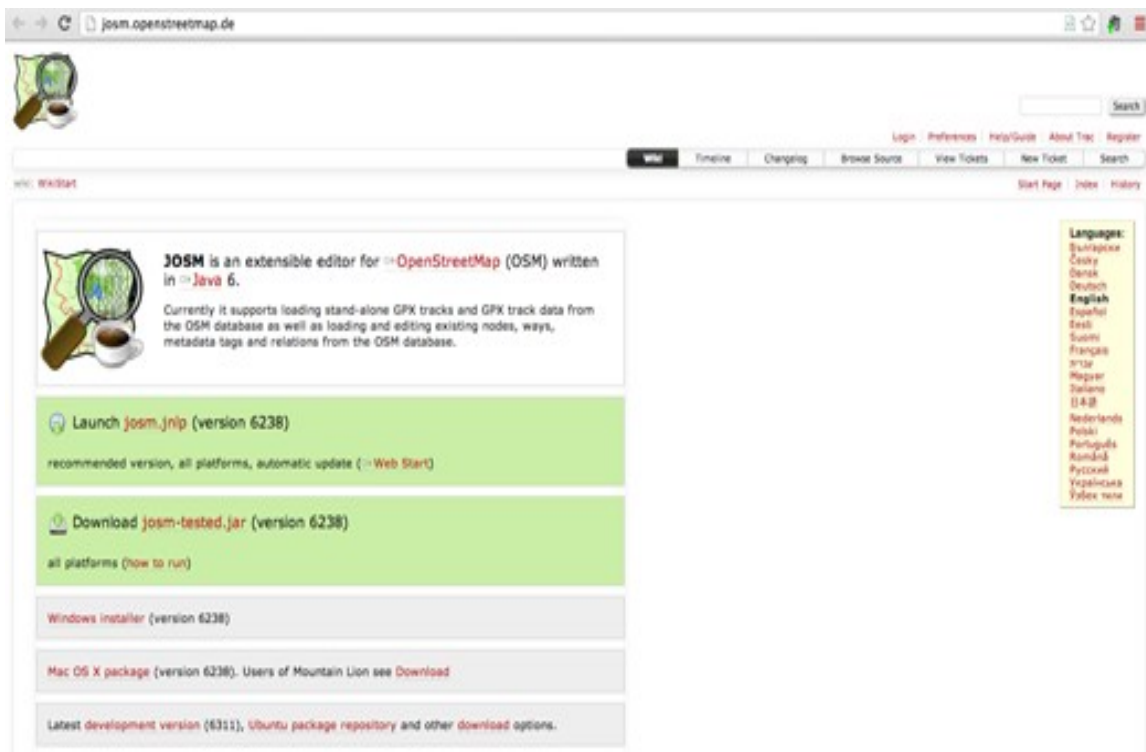 josm.openstreetmap.de
Search
Login Preferences Help/Guide About Trac Register
Wiki Timeline Changelog Browse Source View Tickets New Ticket Search
wiki: WikiStart
Start Page Index History
JOSM is an extensible editor for OpenStreetMap (OSM) written
in Java 6.
Currently it supports loading stand-alone GPX tracks and GPX track data from
the OSM database as well as loading and editing existing nodes, ways,
metadata tags and relations from the OSM database.
Launch josm.jnlp (version 6238)
recommended version, all platforms, automatic update (Web Start)
Download josm-tested.jar (version 6238)
all platforms (how to run)
Windows installer (version 6238)
Mac OS X package (version 6238). Users of Mountain Lion see Download
Latest development version (6311), Ubuntu package repository and other download options.
Languages:
Български
Česky
Dansk
Deutsch
English
Español
Eesti
Suomi
Français
עברית
Magyar
Italiano
日本語
Nederlands
Polski
Português
Română
Русский
Українська
Ўзбек тили